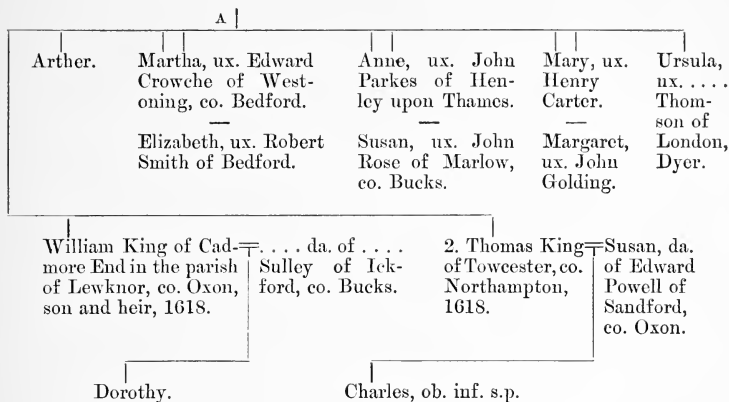 A
Arther.
Martha, ux. Edward
Crowche of West-
oning, co. Bedford.
—
Elizabeth, ux. Robert
Smith of Bedford.
Anne, ux. John
Parkes of Hen-
ley upon Thames.
—
Susan, ux. John
Rose of Marlow,
co. Bucks.
Mary, ux.
Henry
Carter.
—
Margaret,
ux. John
Golding.
Ursula,
ux. . . . .
Thom-
son of
London,
Dyer.
William King of Cad-
more End in the parish
of Lewknor, co. Oxon,
son and heir, 1618.
. . . . da. of . . . .
Sulley of Ick-
ford, co. Bucks.
2. Thomas King
of Towcester, co.
Northampton,
1618.
Susan, da.
of Edward
Powell of
Sandford,
co. Oxon.
Dorothy.
Charles, ob. inf. s.p.